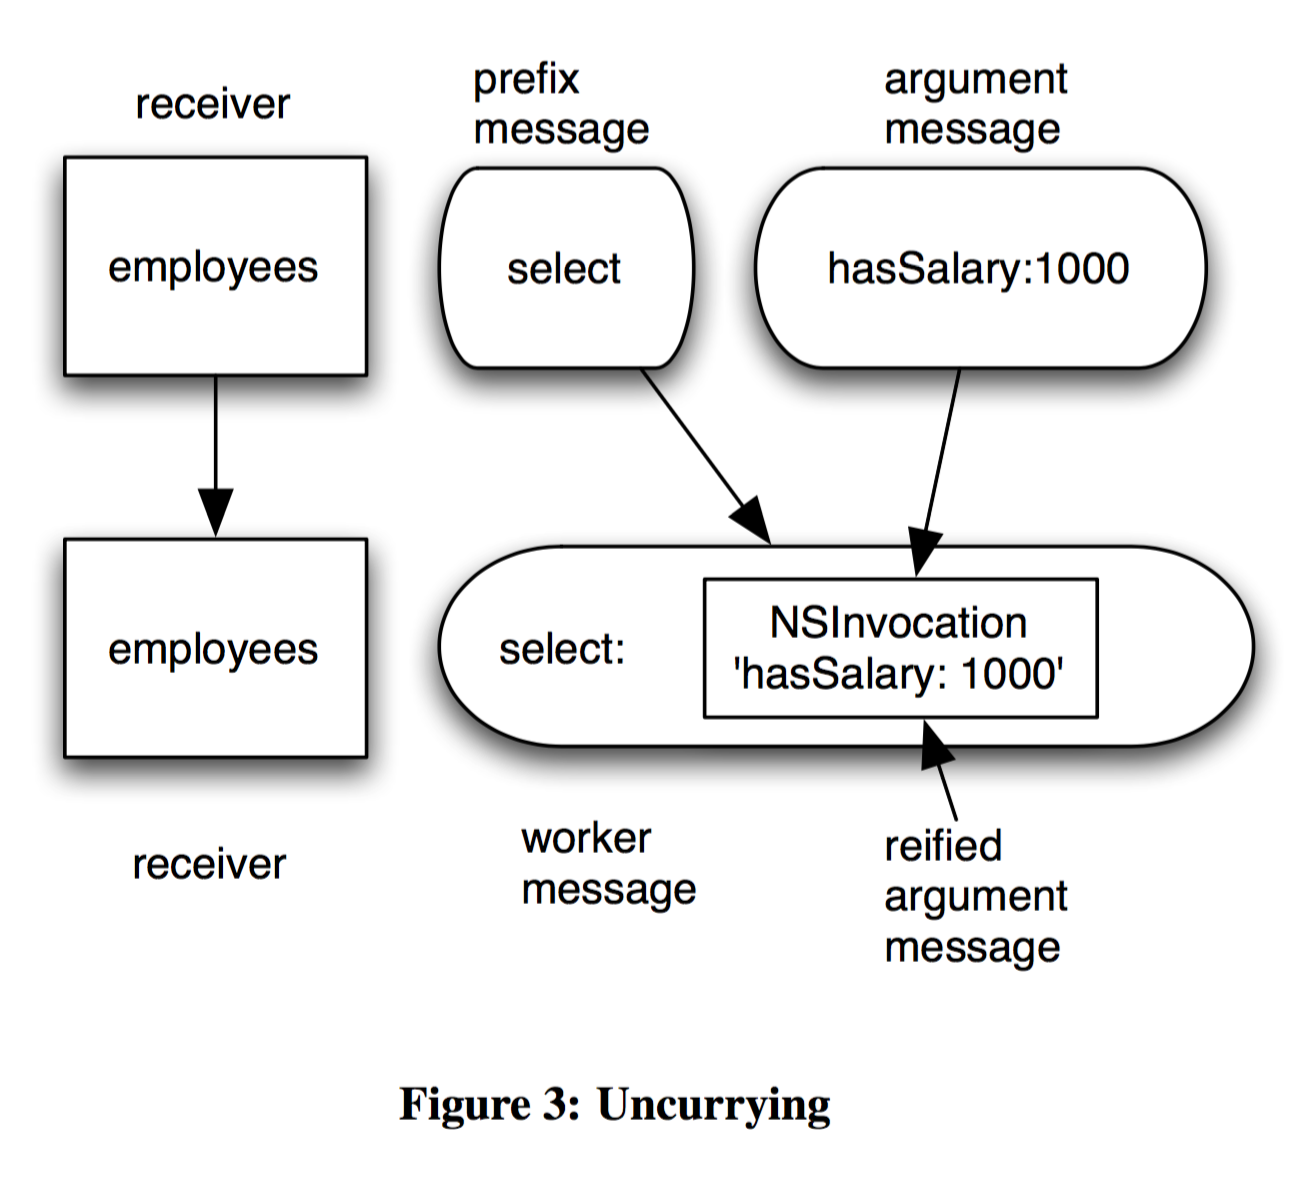 receiver
prefix
message
argument
message
employees
select
hasSalary:1000
employees
select:
NSInvocation
'hasSalary: 1000'
receiver
worker
message
reified
argument
message
Figure 3: Uncurrying